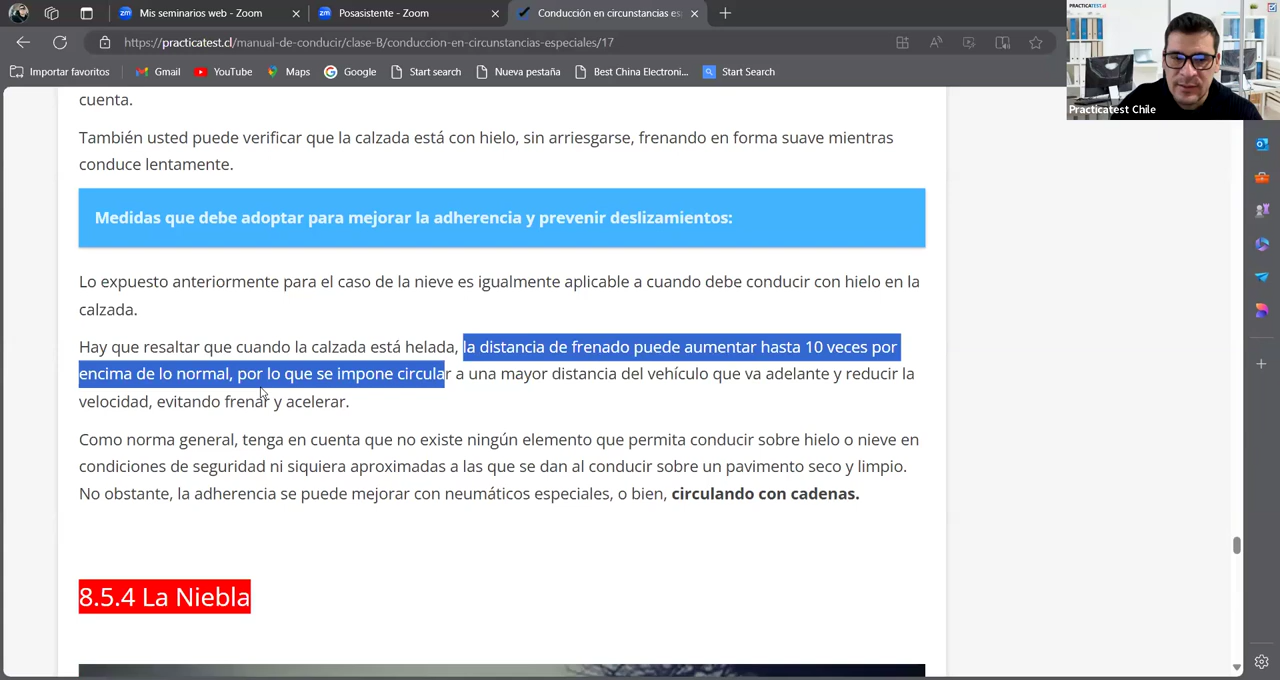 Mis seminarios web - Zoom
Posasistente - Zoom
Conducción en circunstancias es
https://practicatest.cl/manual-de-conducir/clase-B/conduccion-en-circunstancias-especiales/17
Importar favoritos
Gmail
YouTube
Maps
Google
Start search
Nueva pestaña
Best China Electroni...
Start Search
PRACTICATEST.cl
Practicatest Chile
cuenta.
También usted puede verificar que la calzada está con hielo, sin arriesgarse, frenando en forma suave mientras
conduce lentamente.
Medidas que debe adoptar para mejorar la adherencia y prevenir deslizamientos:
Lo expuesto anteriormente para el caso de la nieve es igualmente aplicable a cuando debe conducir con hielo en la
calzada.
Hay que resaltar que cuando la calzada está helada, la distancia de frenado puede aumentar hasta 10 veces por
encima de lo normal, por lo que se impone circular a una mayor distancia del vehículo que va adelante y reducir la
velocidad, evitando frenar y acelerar.
Como norma general, tenga en cuenta que no existe ningún elemento que permita conducir sobre hielo o nieve en
condiciones de seguridad ni siquiera aproximadas a las que se dan al conducir sobre un pavimento seco y limpio.
No obstante, la adherencia se puede mejorar con neumáticos especiales, o bien, circulando con cadenas.
8.5.4 La Niebla